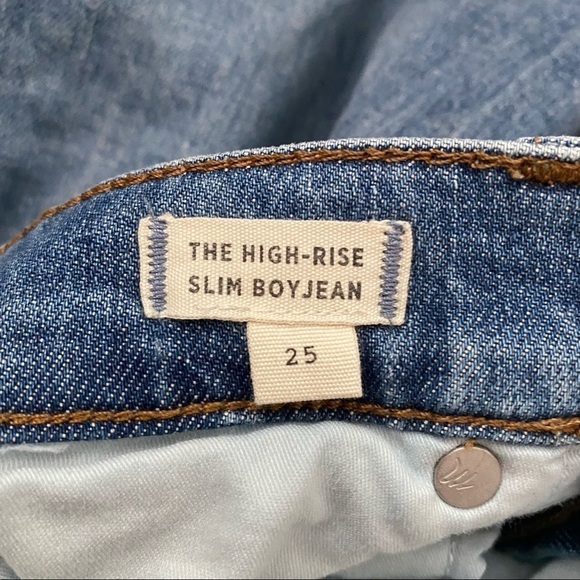 THE HIGH-RISE
SLIM BOYJEAN
25